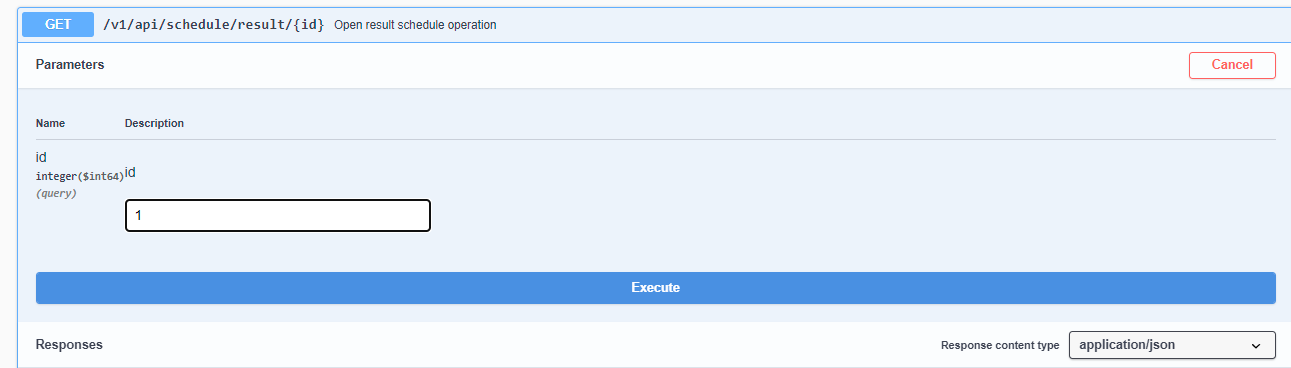 GET /v1/api/schedule/result/{id} Open result schedule operation
Parameters Cancel
Name Description
id
integer($int64) id
(query)
1
Execute
Responses Response content type application/json